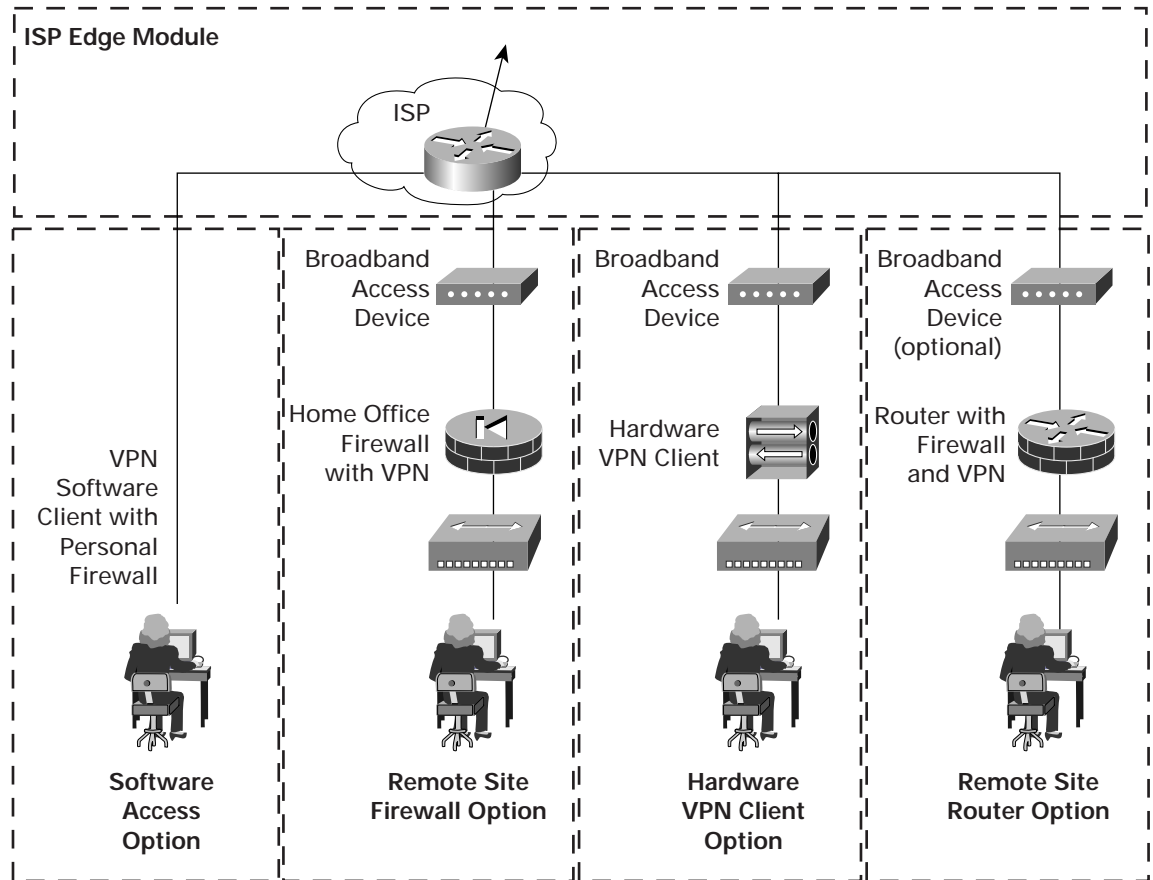 ISP Edge Module
ISP
Broadband
Access
Device
Broadband
Access
Device
Broadband
Access
Device
(optional)
Home Office
Firewall
with VPN
Hardware
VPN Client
Router with
Firewall
and VPN
VPN
Software
Client with
Personal
Firewall
Software
Access
Option
Remote Site
Firewall Option
Hardware
VPN Client
Option
Remote Site
Router Option